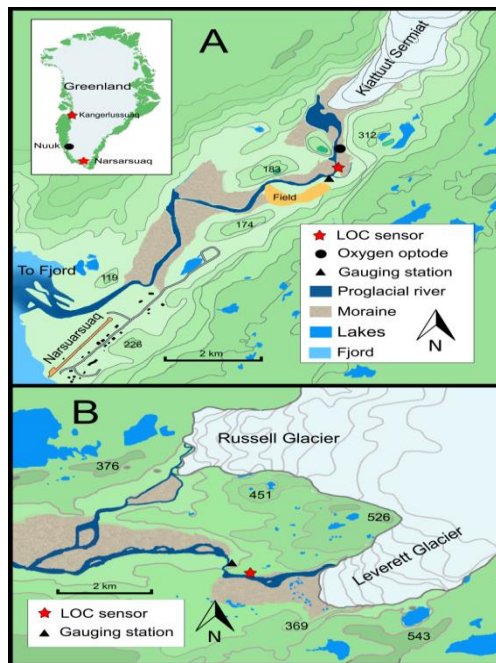 A
Greenland
Kangerlussuaq
Nuuk
Narsarsuaq
Kiattuut Sermiat
312
183
Field
174
119
To Fjord
Narsuarsuaq
226
2 km
LOC sensor
Oxygen optode
Gauging station
Proglacial river
Moraine
Lakes
Fjord
N
B
Russell Glacier
376
451
526
Leverett Glacier
2 km
LOC sensor
Gauging station
N
369
543